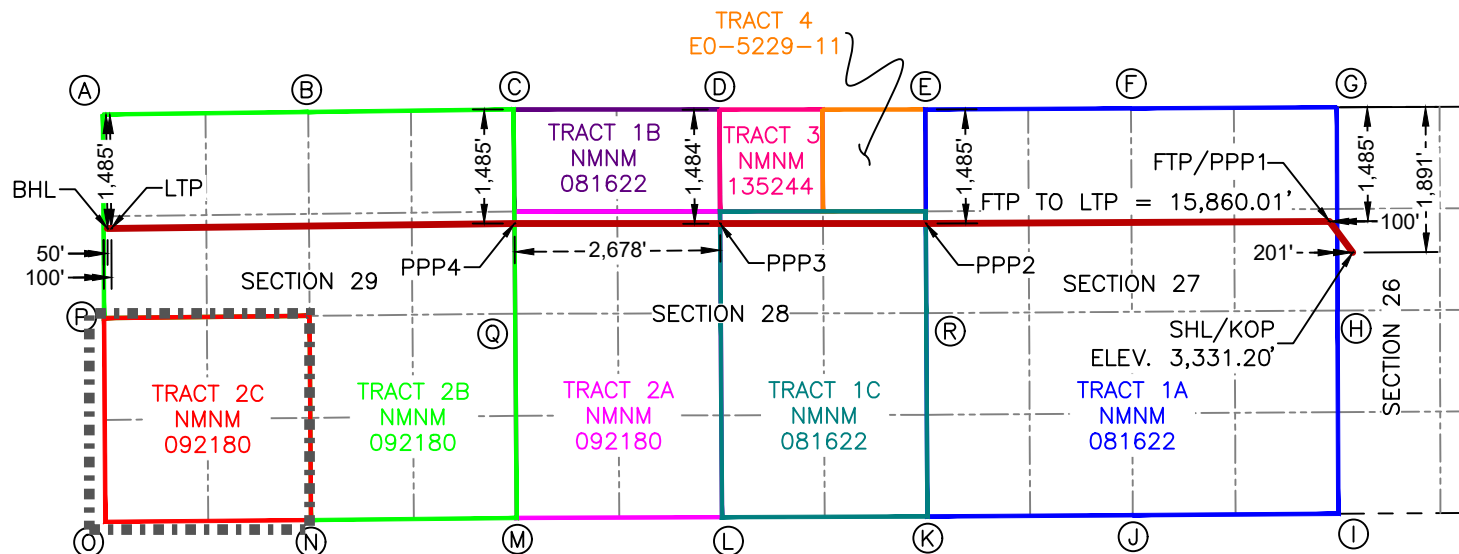 TRACT 4
E0-5229-11
A
B
C
D
E
F
G
TRACT 1B
NMNM
081622
TRACT 3
NMNM
135244
1,485'
1,485'
1,484'
1,485'
1,485'
1,891'
BHL
LTP
FTP/PPP1
FTP TO LTP = 15,860.01'
100'
50'
100'
2,678'
201'
PPP4
PPP3
PPP2
SECTION 29
SECTION 28
SECTION 27
SECTION 26
P
Q
R
H
SHL/KOP
ELEV. 3,331.20'
TRACT 2C
NMNM
092180
TRACT 2B
NMNM
092180
TRACT 2A
NMNM
092180
TRACT 1C
NMNM
081622
TRACT 1A
NMNM
081622
O
N
M
L
K
J
I